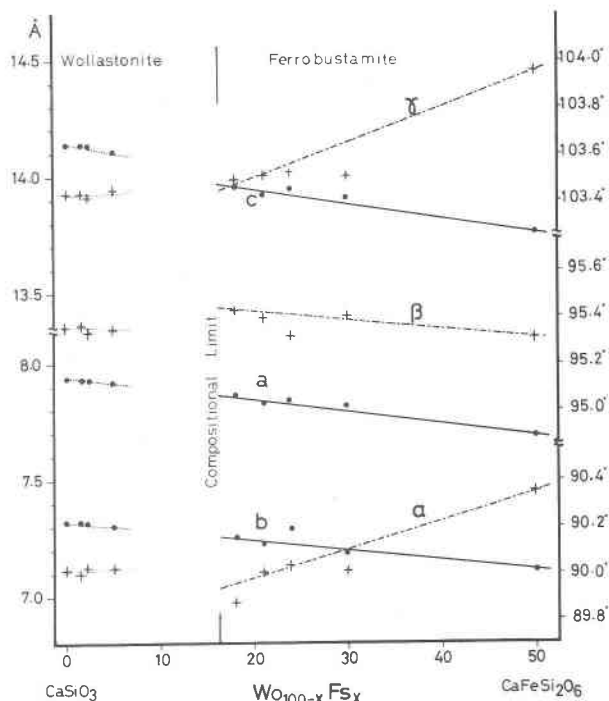 Å
Wollastonite
Ferrobustamite
14.5
14.0
13.5
8.0
7.5
7.0
104.0°
103.8°
103.6°
103.4°
95.6°
95.4°
95.2°
95.0°
90.4°
90.2°
90.0°
89.8°
γ
c
β
a
b
α
Compositional Limit
0
10
20
30
40
50
CaSiO3
Wo100-x Fsx
CaFeSi2O6